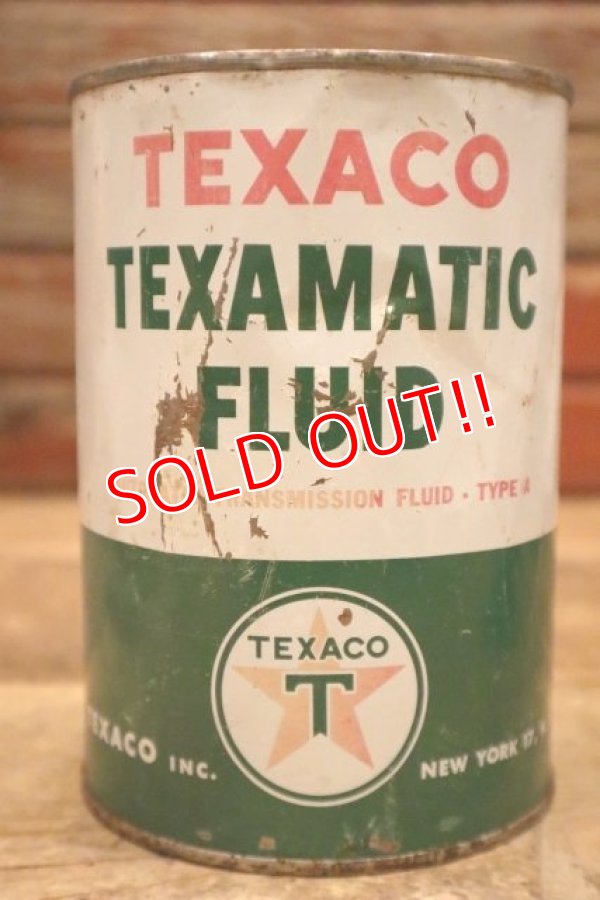 TEXACO
TEXAMATIC
FLUID
SOLD OUT!!
TRANSMISSION FLUID • TYPE A
TEXACO
T
TEXACO INC.
NEW YORK 17,